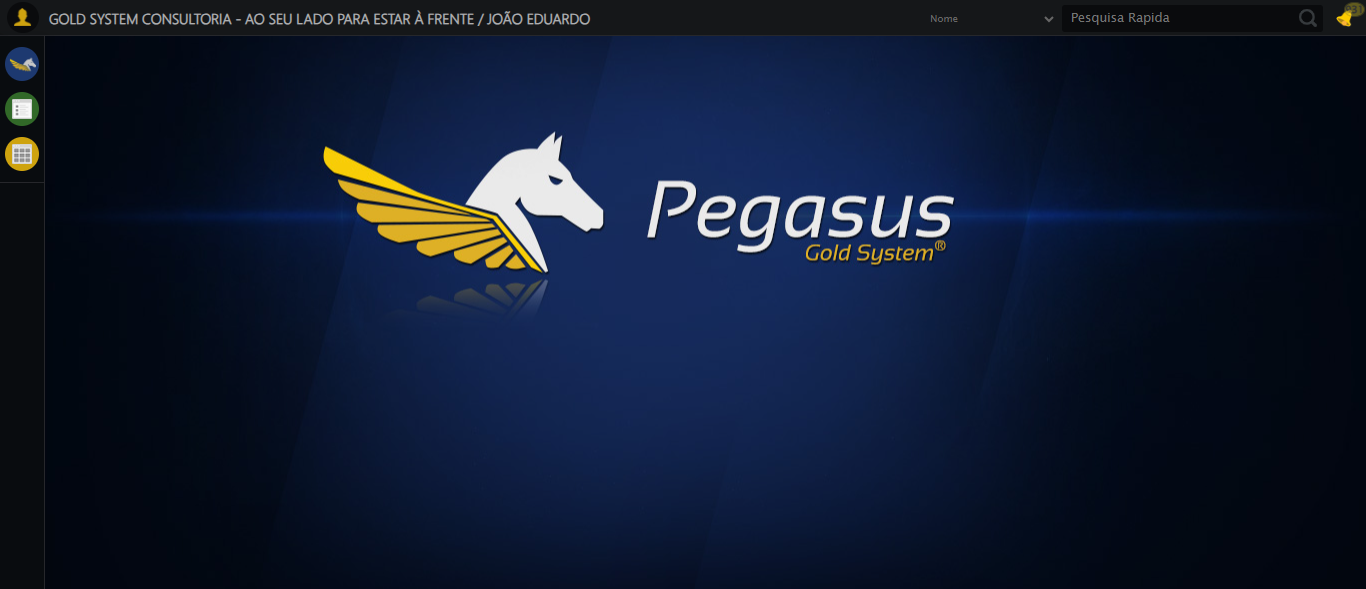 GOLD SYSTEM CONSULTORIA - AO SEU LADO PARA ESTAR À FRENTE / JOÃO EDUARDO
Nome
Pesquisa Rapida
Pegasus
Gold System®